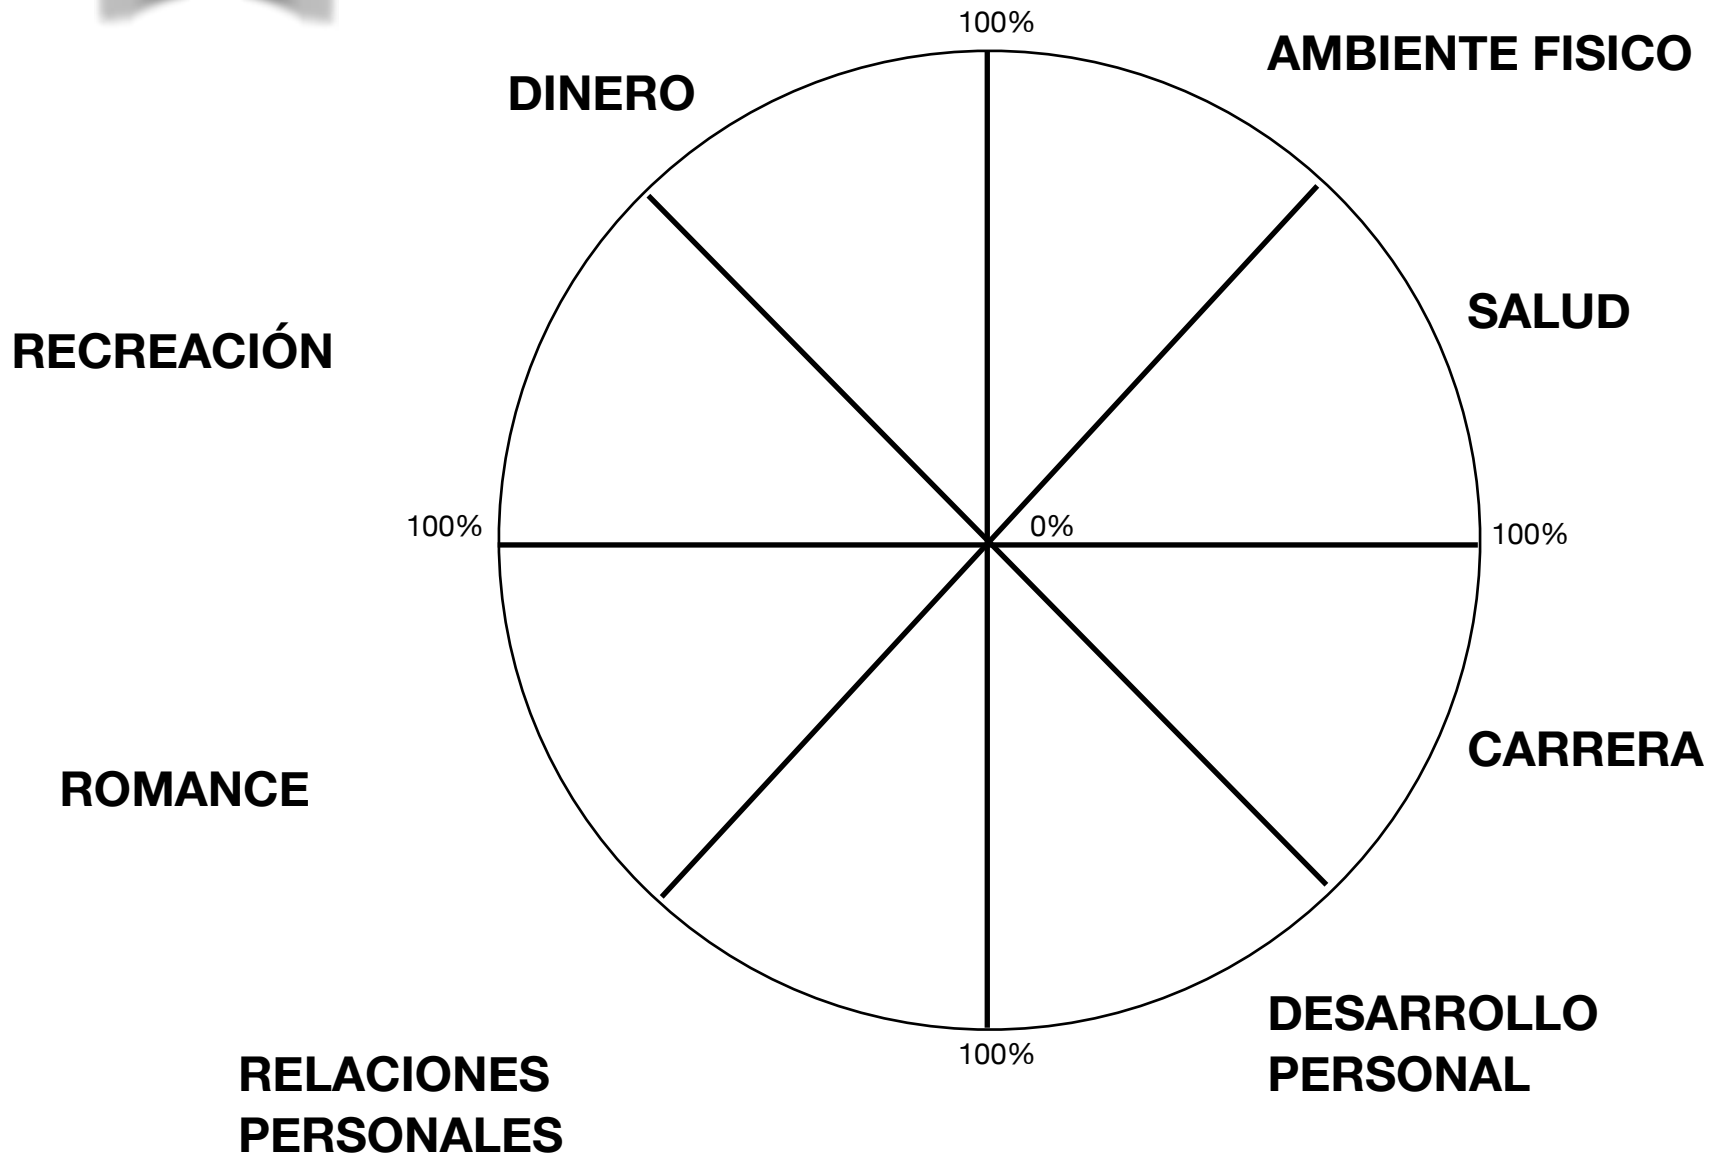 100%
AMBIENTE FISICO
DINERO
SALUD
RECREACIÓN
100%
0%
100%
CARRERA
ROMANCE
DESARROLLO
PERSONAL
100%
RELACIONES
PERSONALES